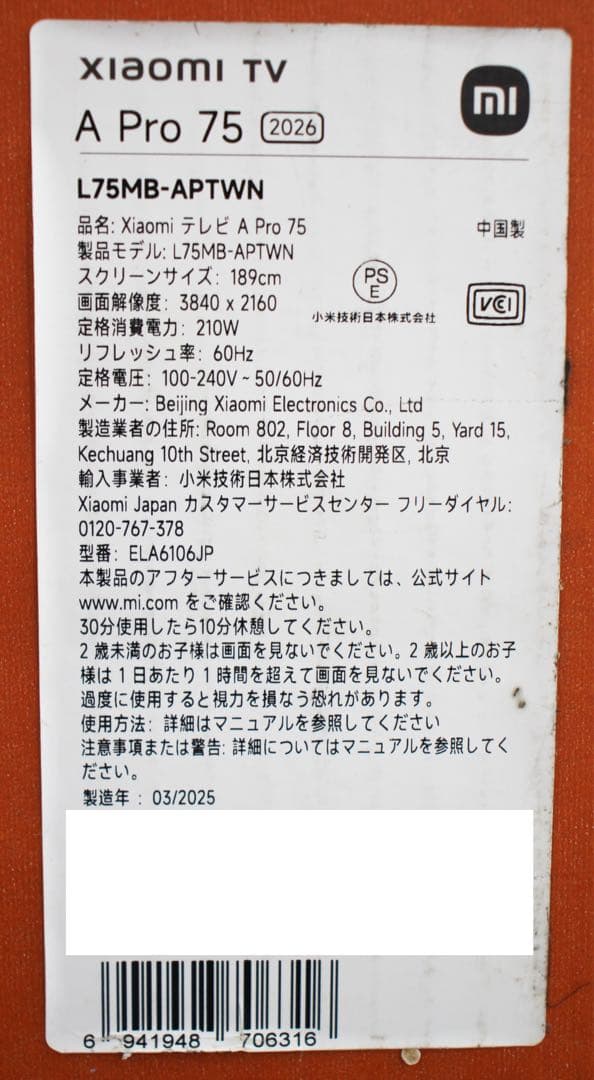 xiaomi TV
mi
A Pro 75 2026
L75MB-APTWN
品名: Xiaomi テレビ A Pro 75
中国製
製品モデル: L75MB-APTWN
スクリーンサイズ: 189cm
画面解像度: 3840 x 2160
定格消費電力: 210W
PS
E
小米技術日本株式会社
VCI
リフレッシュ率: 60Hz
定格電圧: 100-240V ~ 50/60Hz
メーカー: Beijing Xiaomi Electronics Co., Ltd
製造業者の住所: Room 802, Floor 8, Building 5, Yard 15,
Kechuang 10th Street, 北京経済技術開発区, 北京
輸入事業者: 小米技術日本株式会社
Xiaomi Japan カスタマーサービスセンター フリーダイヤル:
0120-767-378
型番: ELA6106JP
本製品のアフターサービスにつきましては、公式サイト
www.mi.com をご確認ください。
30分使用したら10分休憩してください。
2 歳未満のお子様は画面を見ないでください。2 歳以上のお子
様は 1 日あたり 1 時間を超えて画面を見ないでください。
過度に使用すると視力を損なう恐れがあります。
使用方法: 詳細はマニュアルを参照してください
注意事項または警告: 詳細についてはマニュアルを参照してく
ださい。
製造年 : 03/2025
6 941948 706316